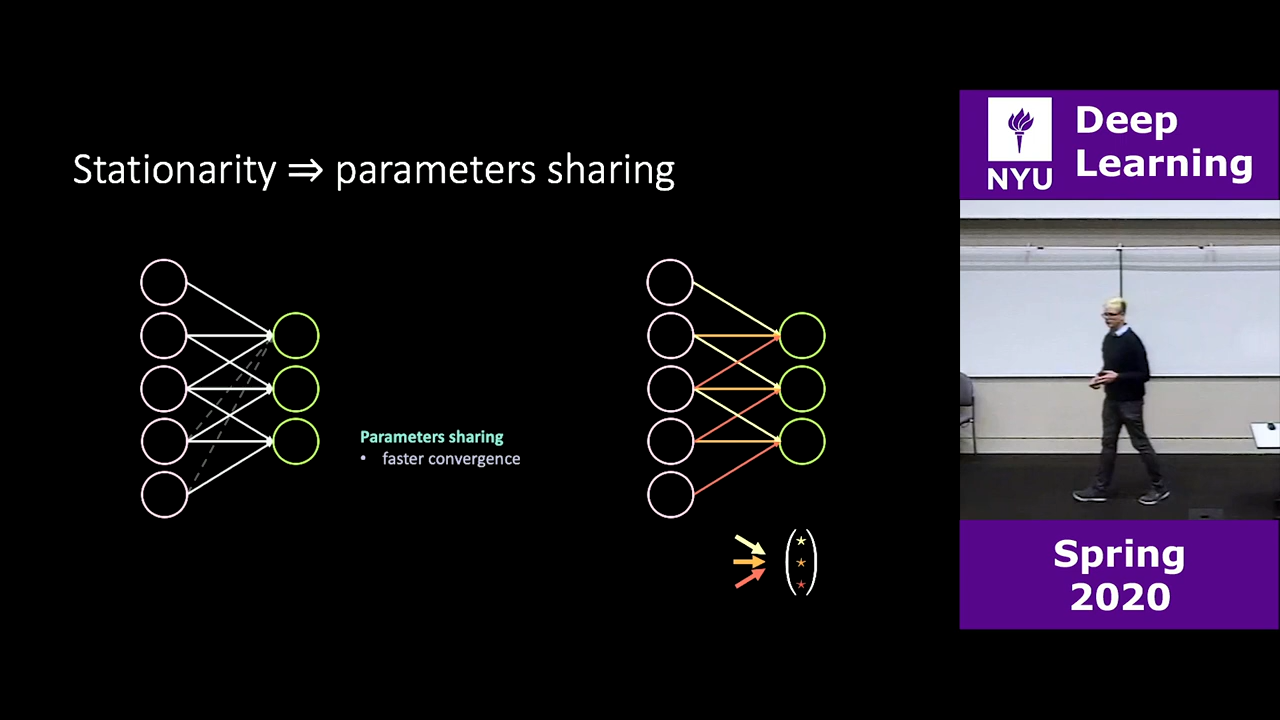 Stationarity ⇒ parameters sharing
Parameters sharing
• faster convergence
NYU
Deep
Learning
Spring
2020